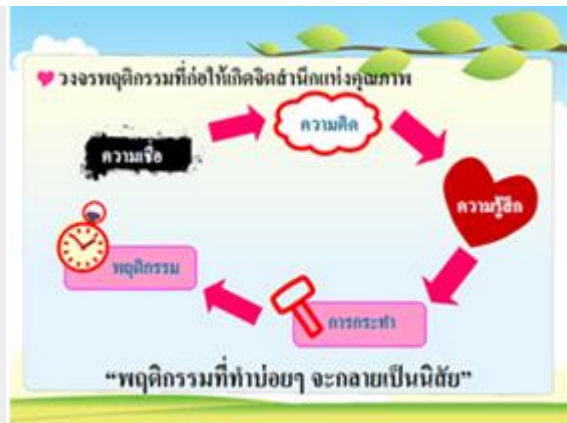 วงจรพฤติกรรมที่ก่อให้เกิดจิตสำนึกแห่งคุณภาพ
ความเชื่อ
ความคิด
ความรู้สึก
การกระทำ
พฤติกรรม
“พฤติกรรมที่ทำบ่อยๆ จะกลายเป็นนิสัย”